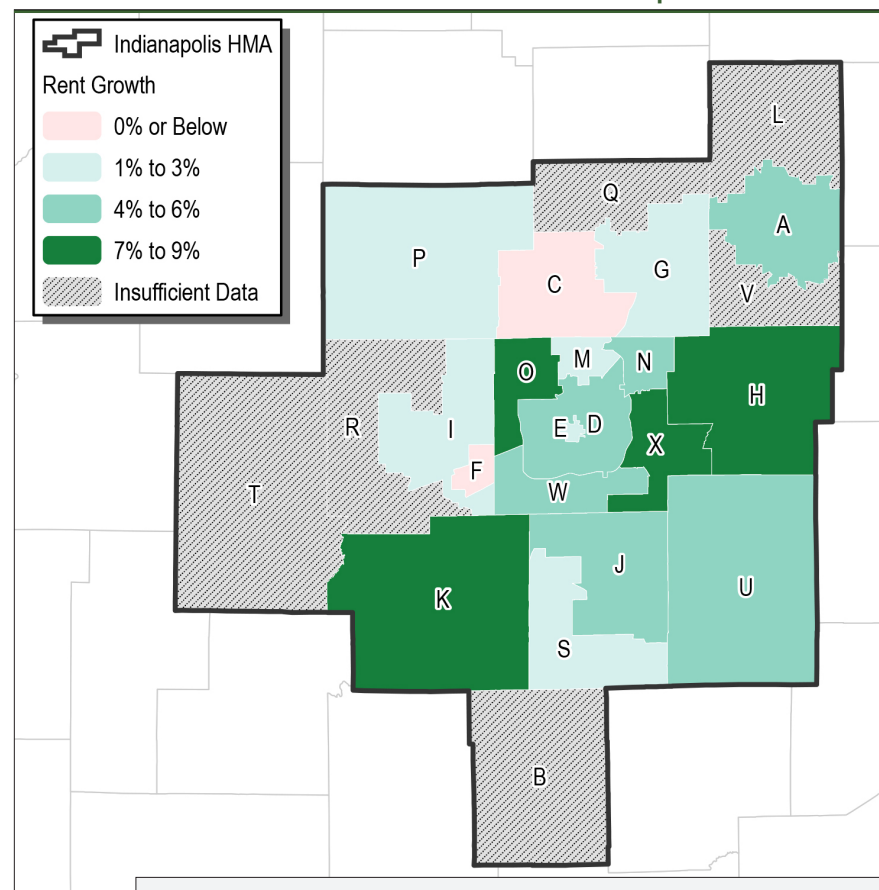 Indianapolis HMA
Rent Growth
0% or Below
1% to 3%
4% to 6%
7% to 9%
Insufficient Data
L
Q
A
P
G
C
V
M
N
O
H
R
I
E
D
X
F
T
W
J
U
K
S
B